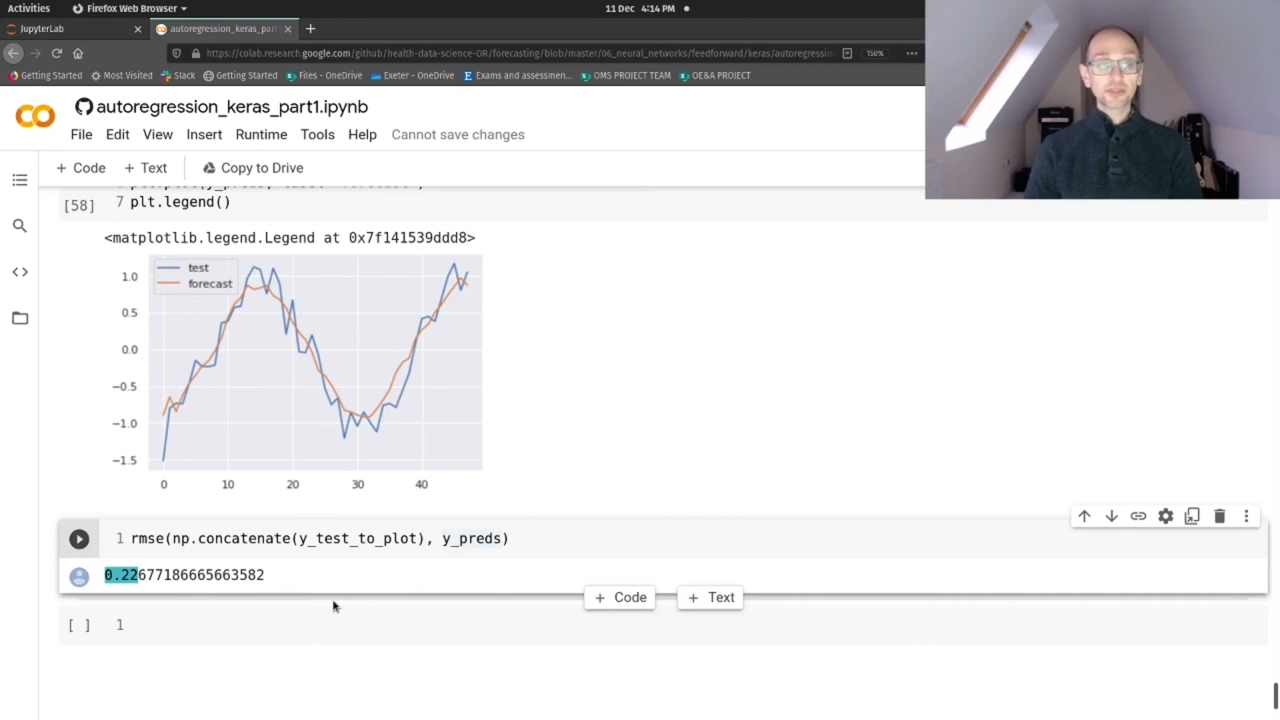 Activities
Firefox Web Browser
11 Dec 4:14 PM
JupyterLab
autoregression_keras_part
https://colab.research.google.com/github/health-data-science-OR/forecasting/blob/master/06_neural_networks/feedforward/keras/autoregression
150%
Getting Started
Most Visited
Slack
Getting Started
Files - OneDrive
Exeter - OneDrive
Exams and assessmen...
OMS PROJECT TEAM
OE&A PROJECT
autoregression_keras_part1.ipynb
File Edit View Insert Runtime Tools Help Cannot save changes
+ Code + Text Copy to Drive
[58] 7 plt.legend()
<matplotlib.legend.Legend at 0x7f141539ddd8>
test
forecast
1.0
0.5
0.0
−0.5
−1.0
−1.5
0 10 20 30 40
1 rmse(np.concatenate(y_test_to_plot), y_preds)
0.22677186665663582
+ Code + Text
[ ] 1